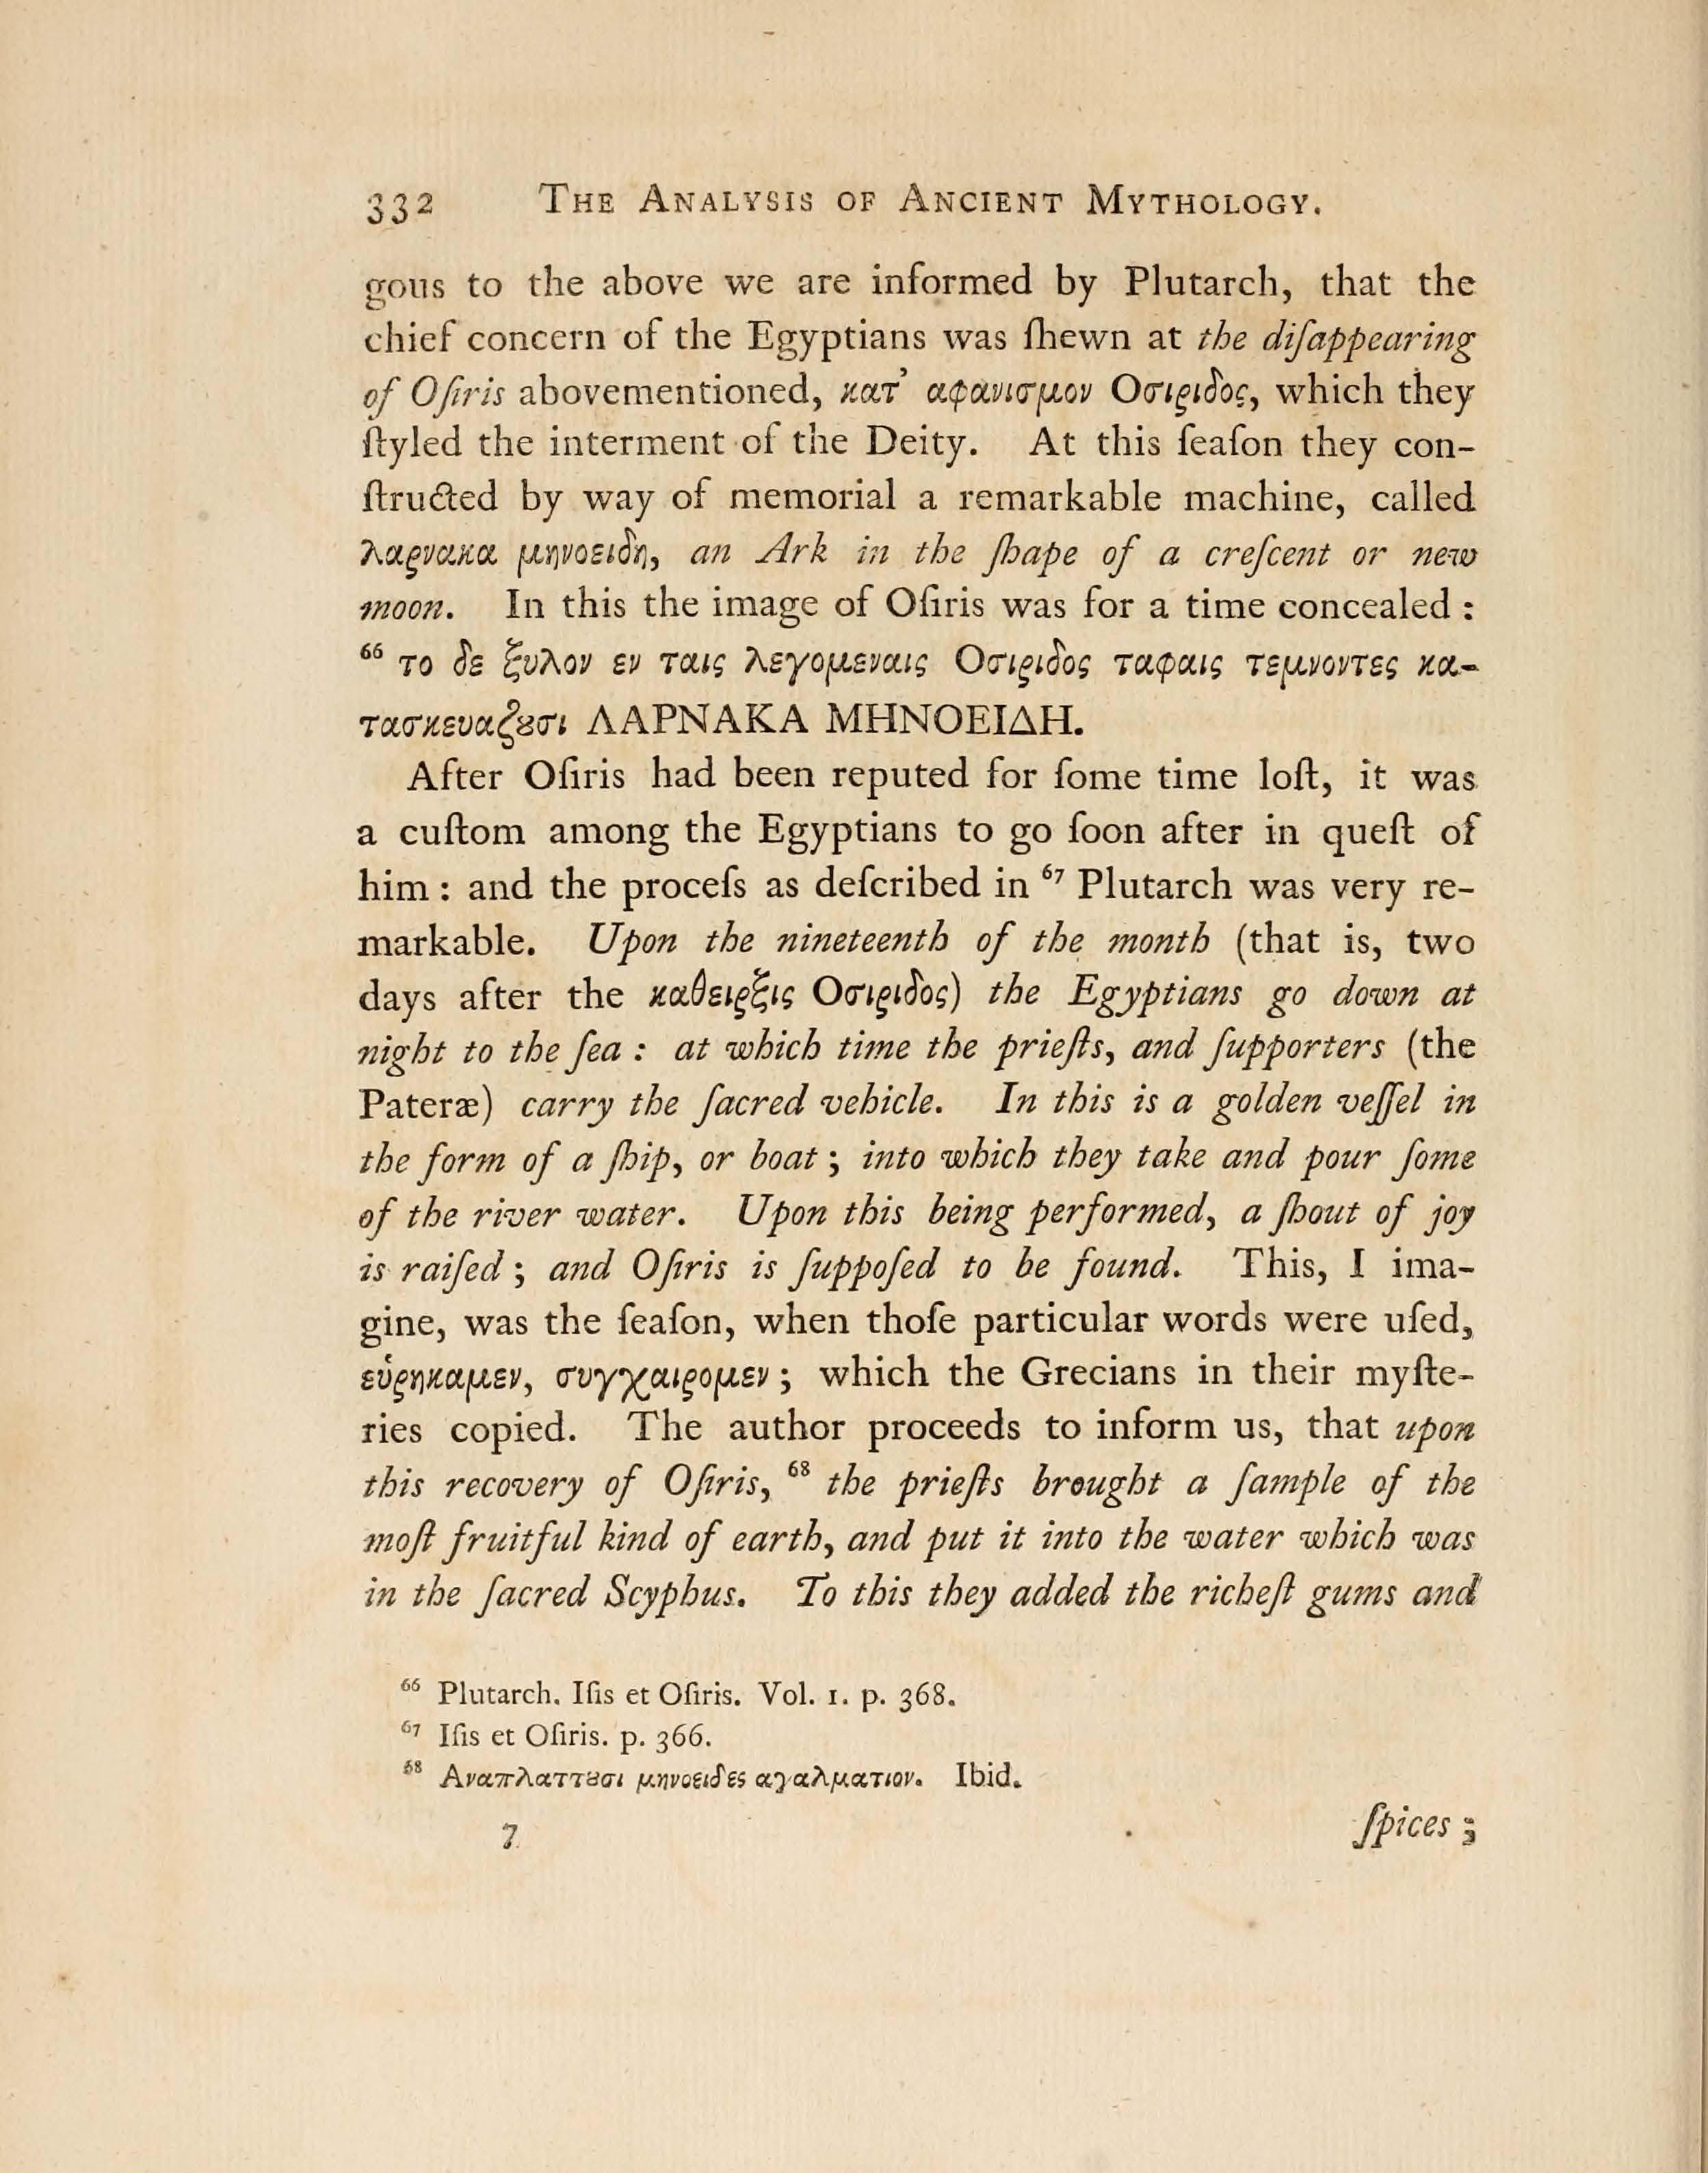 332 THE ANALYSIS OF ANCIENT MYTHOLOGY.
gous to the above we are informed by Plutarch, that the
chief concern of the Egyptians was ſhewn at the diſappearing
of Oſiris abovementioned, κατ’ αφανισμον Οσιριδος, which they
ſtyled the interment of the Deity. At this ſeaſon they con-
ſtructed by way of memorial a remarkable machine, called
λαρνακα μηνοειδη, an Ark in the ſhape of a creſcent or new
moon. In this the image of Oſiris was for a time concealed :
66 το δε ξυλον εν ταις λεγομεναις Οσιριδος ταφαις τεμνοντες κα-
τασκευαζȣσι ΛΑΡΝΑΚΑ ΜΗΝΟΕΙΔΗ.
After Oſiris had been reputed for ſome time loſt, it was
a cuſtom among the Egyptians to go ſoon after in queſt of
him : and the proceſs as deſcribed in 67 Plutarch was very re-
markable. Upon the nineteenth of the month (that is, two
days after the καθειρξις Οσιριδος) the Egyptians go down at
night to the ſea : at which time the prieſts, and ſupporters (the
Pateræ) carry the ſacred vehicle. In this is a golden veſſel in
the form of a ſhip, or boat ; into which they take and pour ſome
of the river water. Upon this being performed, a ſhout of joy
is raiſed ; and Oſiris is ſuppoſed to be found. This, I ima-
gine, was the ſeaſon, when thoſe particular words were uſed,
εὑρηκαμεν, συγχαιρομεν ; which the Grecians in their myſte-
ries copied. The author proceeds to inform us, that upon
this recovery of Oſiris, 68 the prieſts brought a ſample of the
moſt fruitful kind of earth, and put it into the water which was
in the ſacred Scyphus. To this they added the richeſt gums and
66 Plutarch. Iſis et Oſiris. Vol. 1. p. 368.
67 Iſis et Oſiris. p. 366.
68 Αναπλαττȣσι μηνοειδες αγαλματιον. Ibid.
7 ſpices ;